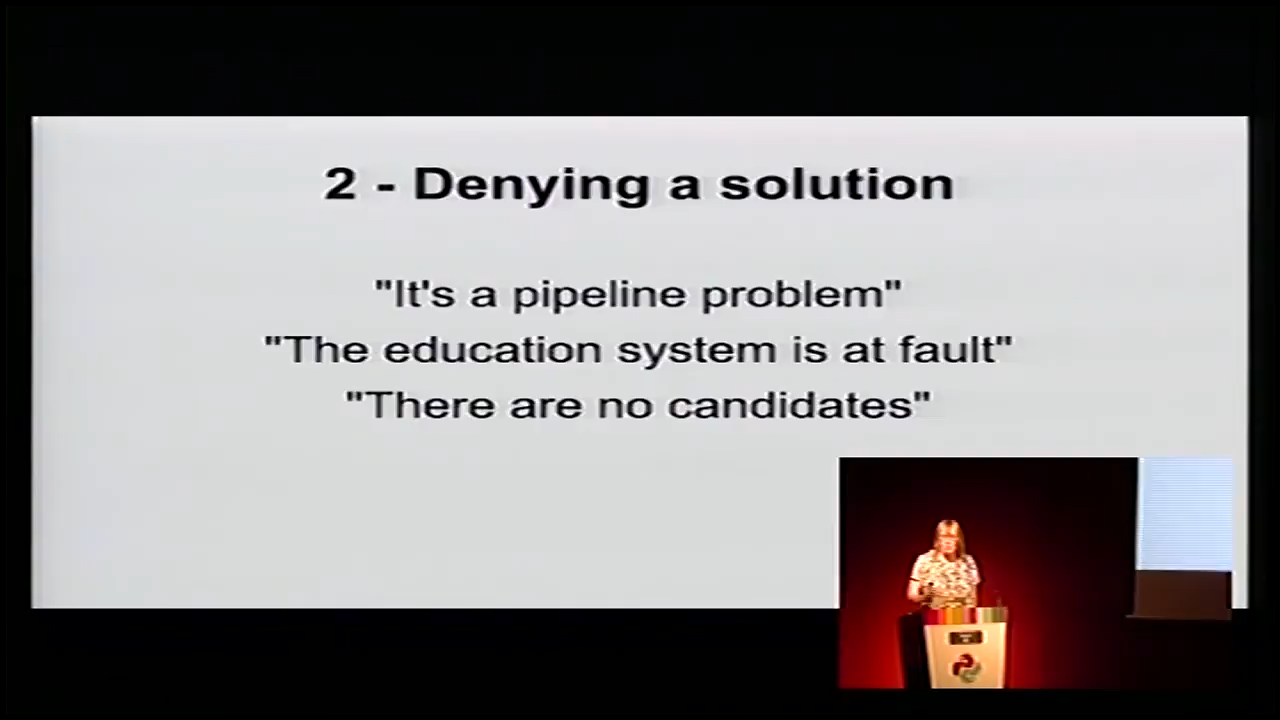 2 - Denying a solution
"It's a pipeline problem"
"The education system is at fault"
"There are no candidates"